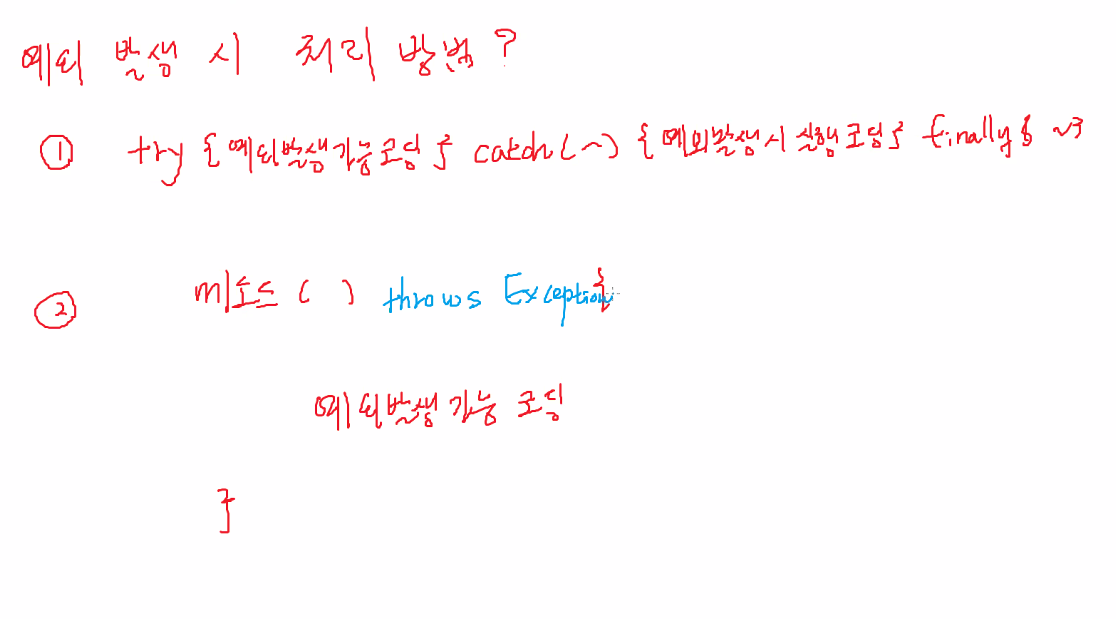 예외 발생 시 처리 방법?
① try { 예외발생가능코딩 } catch(~) { 예외발생시 실행코딩 } finally { ~}
② 메소드 ( ) throws Exception{
예외발생가능 코딩
}